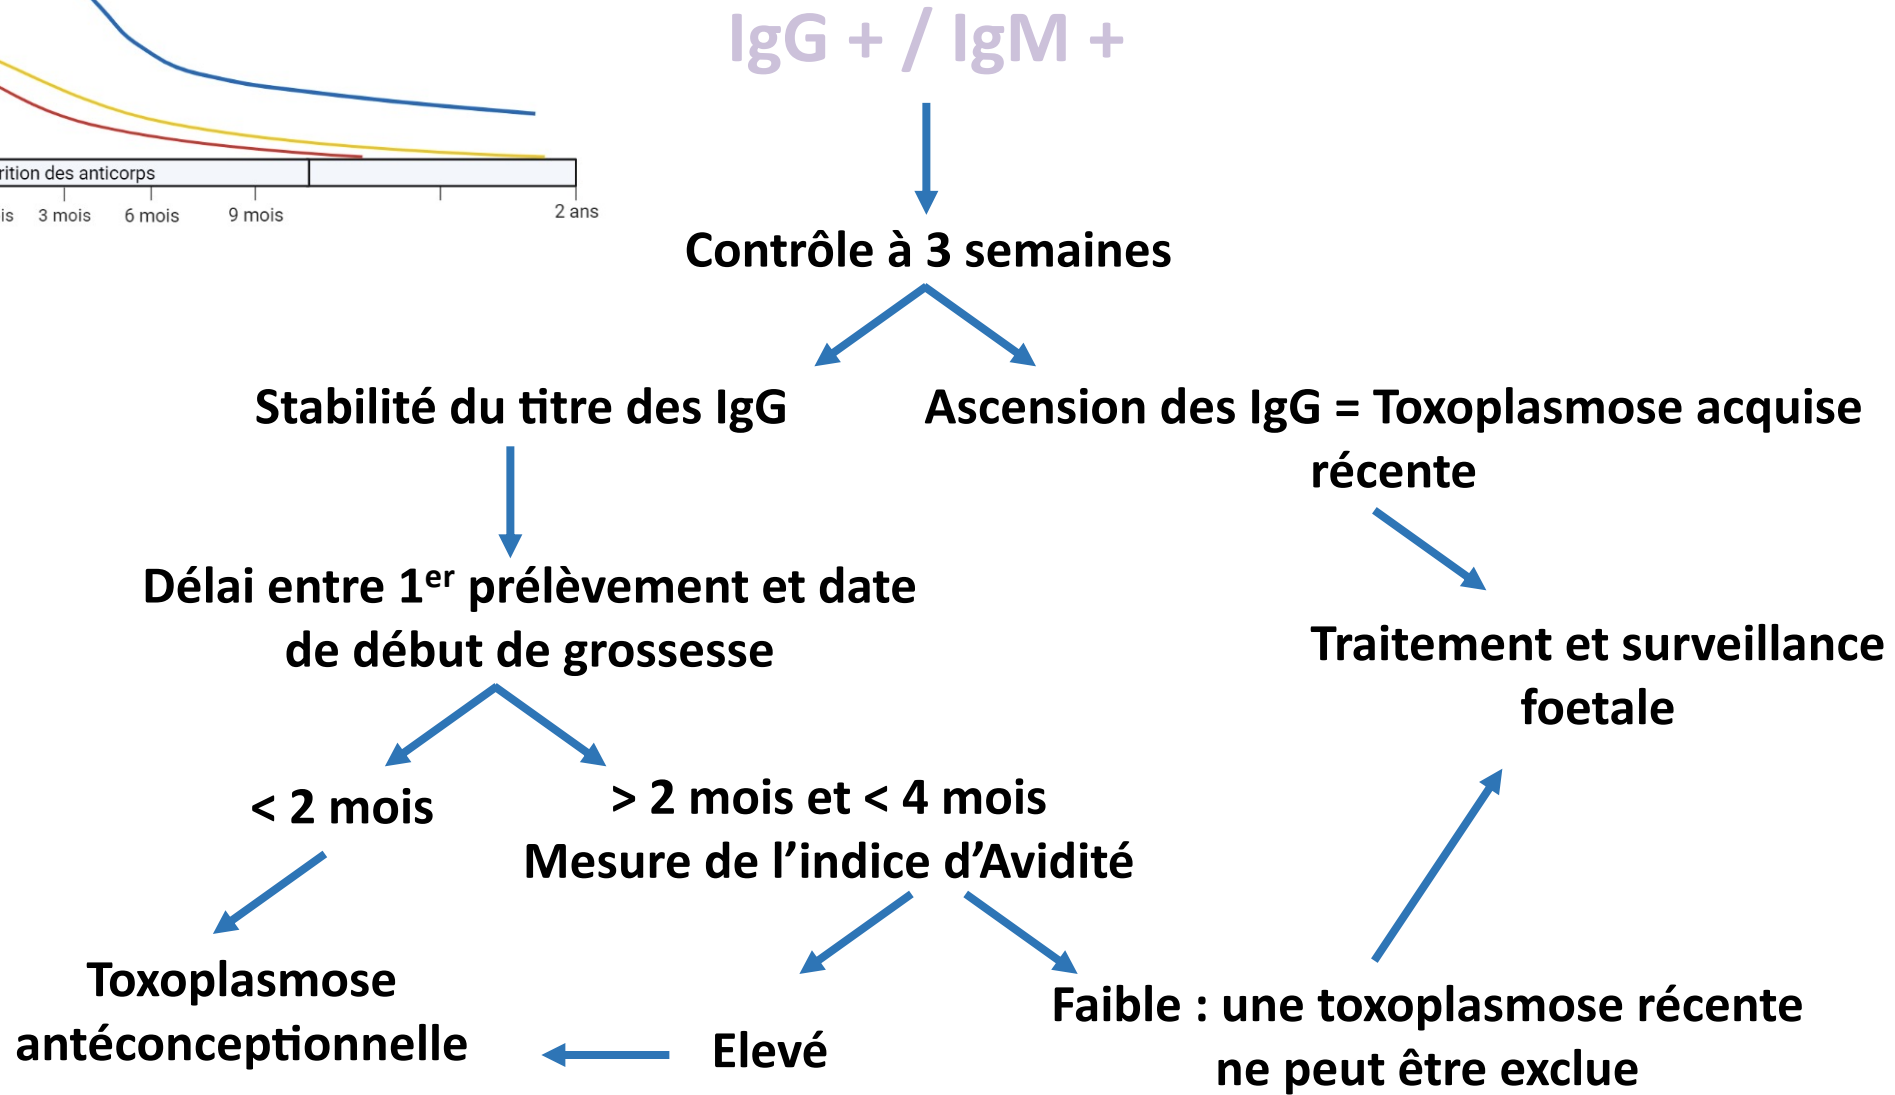 IgG + / IgM +
rition des anticorps
is 3 mois 6 mois 9 mois 2 ans
Contrôle à 3 semaines
Stabilité du titre des IgG
Ascension des IgG = Toxoplasmose acquise
récente
Délai entre 1er prélèvement et date
de début de grossesse
Traitement et surveillance
foetale
< 2 mois
> 2 mois et < 4 mois
Mesure de l’indice d’Avidité
Toxoplasmose
antéconceptionnelle
Elevé
Faible : une toxoplasmose récente
ne peut être exclue